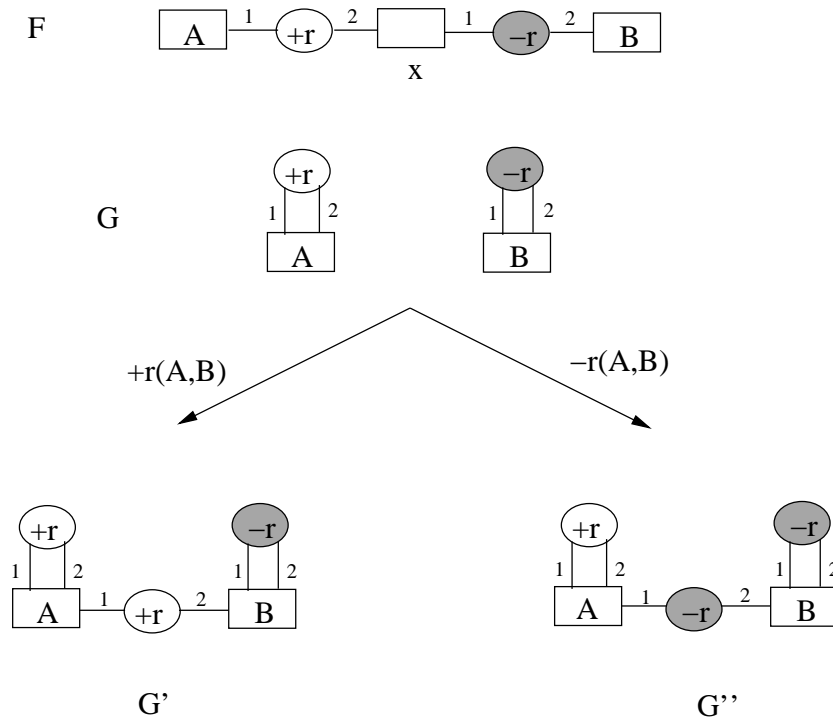 F A 1 +r 2 1 −r 2 B
x
+r −r
G 1 2 1 2
A B
+r(A,B) −r(A,B)
+r −r +r −r
1 2 1 2 1 2 1 2
A 1 +r 2 B A 1 −r 2 B
G' G''